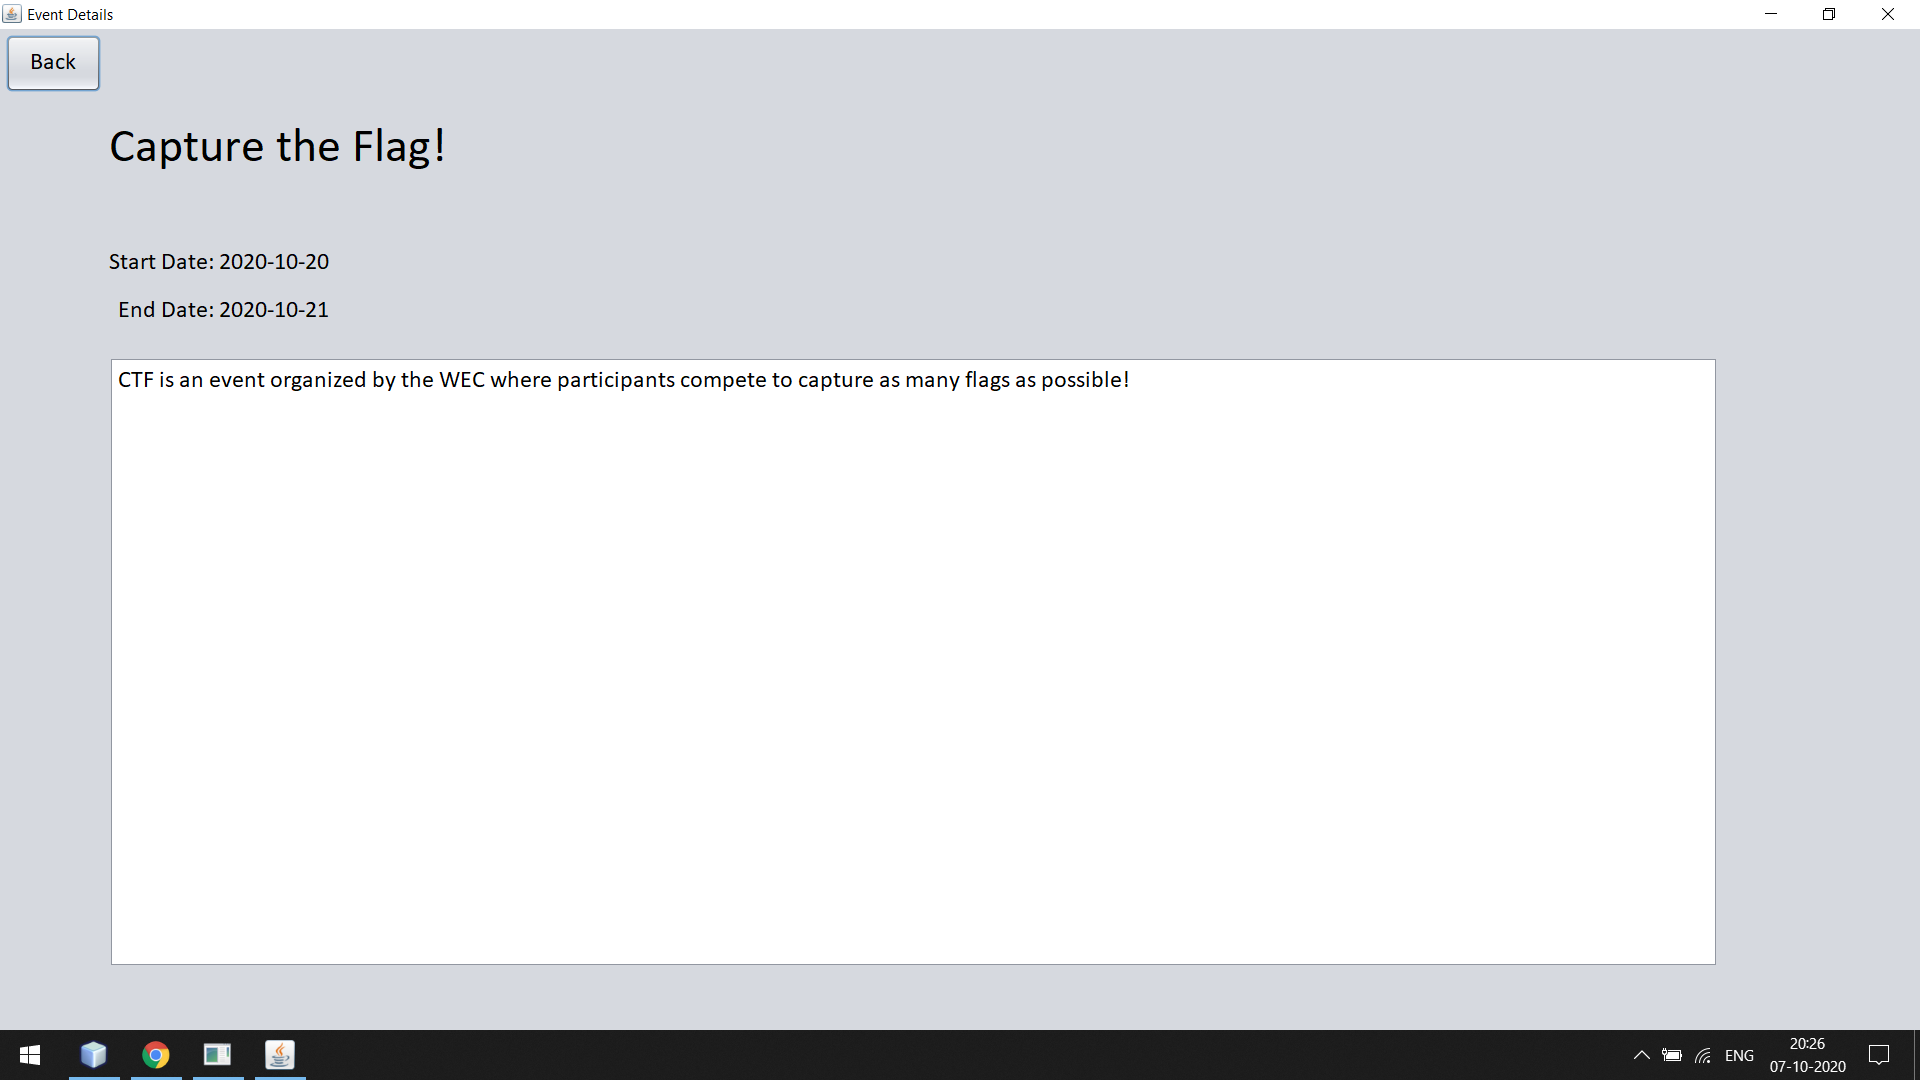 Event Details
Back
Capture the Flag!
Start Date: 2020-10-20
End Date: 2020-10-21
CTF is an event organized by the WEC where participants compete to capture as many flags as possible!
ENG
20:26
07-10-2020